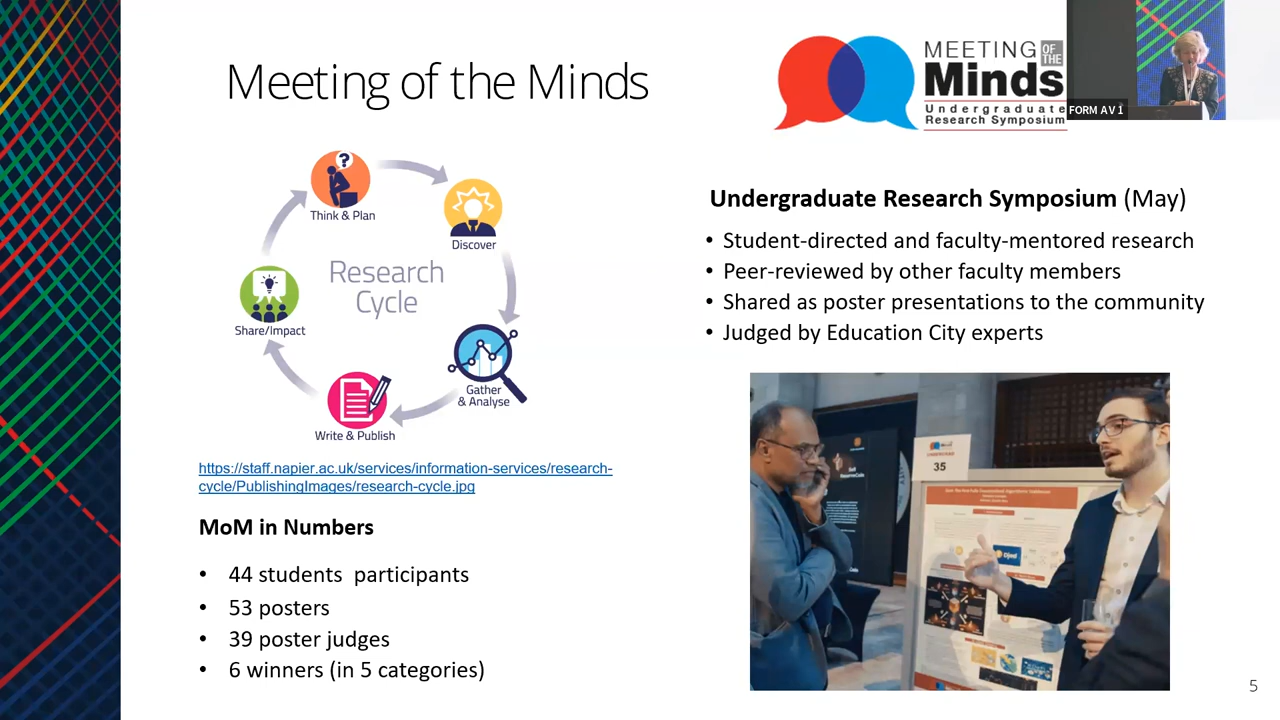 Meeting of the Minds
MEETING OF THE
Minds
Undergraduate
Research Symposium
FORM AV 1
?
Think & Plan
Discover
Research
Cycle
Share/Impact
Gather
& Analyse
Write & Publish
https://staff.napier.ac.uk/services/information-services/research-
cycle/PublishingImages/research-cycle.jpg
MoM in Numbers
• 44 students participants
• 53 posters
• 39 poster judges
• 6 winners (in 5 categories)
Undergraduate Research Symposium (May)
• Student-directed and faculty-mentored research
• Peer-reviewed by other faculty members
• Shared as poster presentations to the community
• Judged by Education City experts
35
5